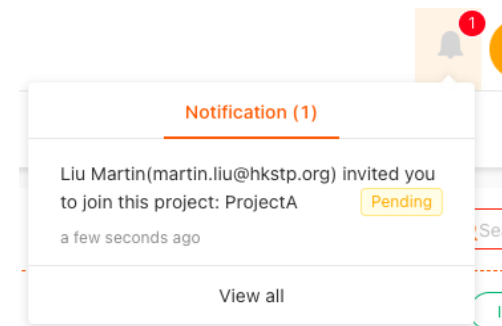 1
Notification (1)
Liu Martin(martin.liu@hkstp.org) invited you
to join this project: ProjectA Pending
a few seconds ago
View all